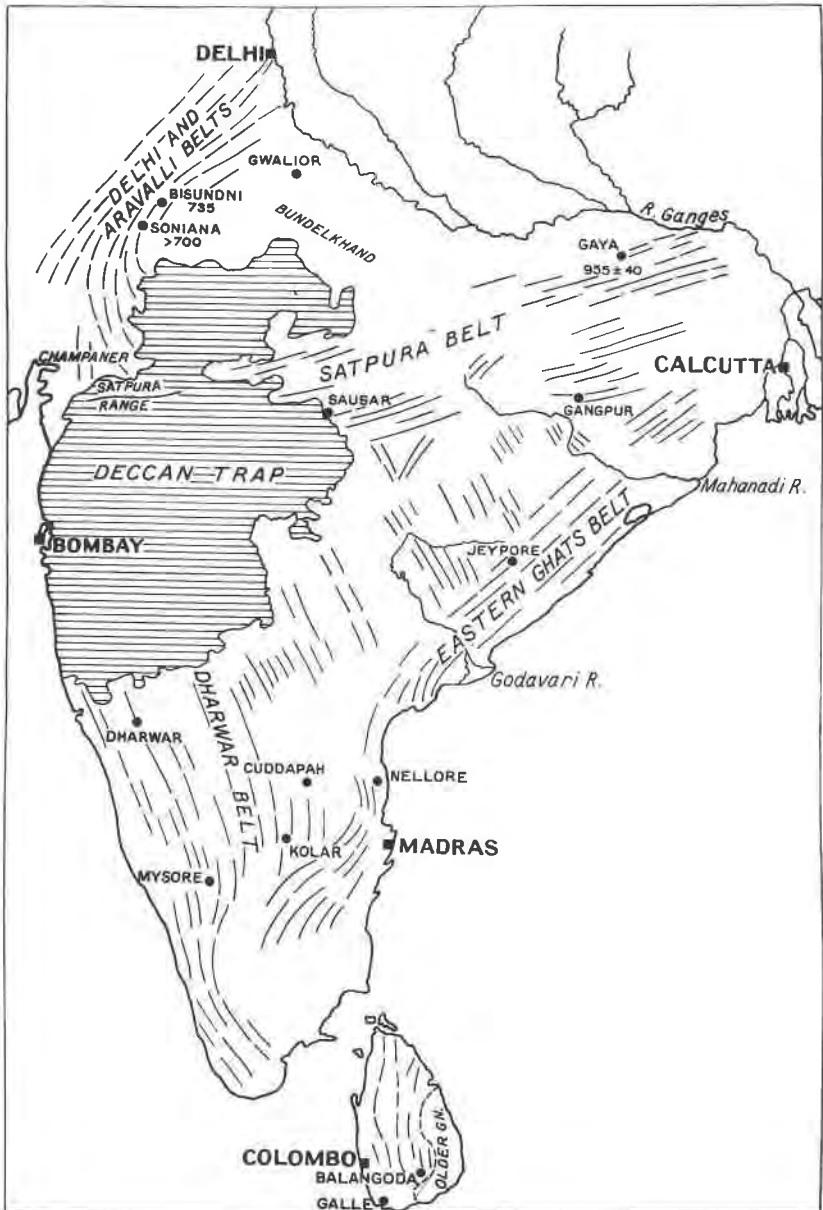 DELHI
DELHI AND
ARAVALLI BELTS
GWALIOR
BISUNDNI
735
SONIANA
>700
BUNDELKHAND
R. Ganges
GAYA
955 ± 40
SATPURA BELT
CHAMPANER
SATPURA
RANGE
CALCUTTA
SAUSAR
GANGPUR
DECCAN TRAP
Mahanadi R.
BOMBAY
JEYPORE
EASTERN GHATS BELT
Godavari R.
DHARWAR BELT
DHARWAR
CUDDAPAH
NELLORE
KOLAR
MADRAS
MYSORE
OLDER GN.
COLOMBO
BALANGODA
GALLE